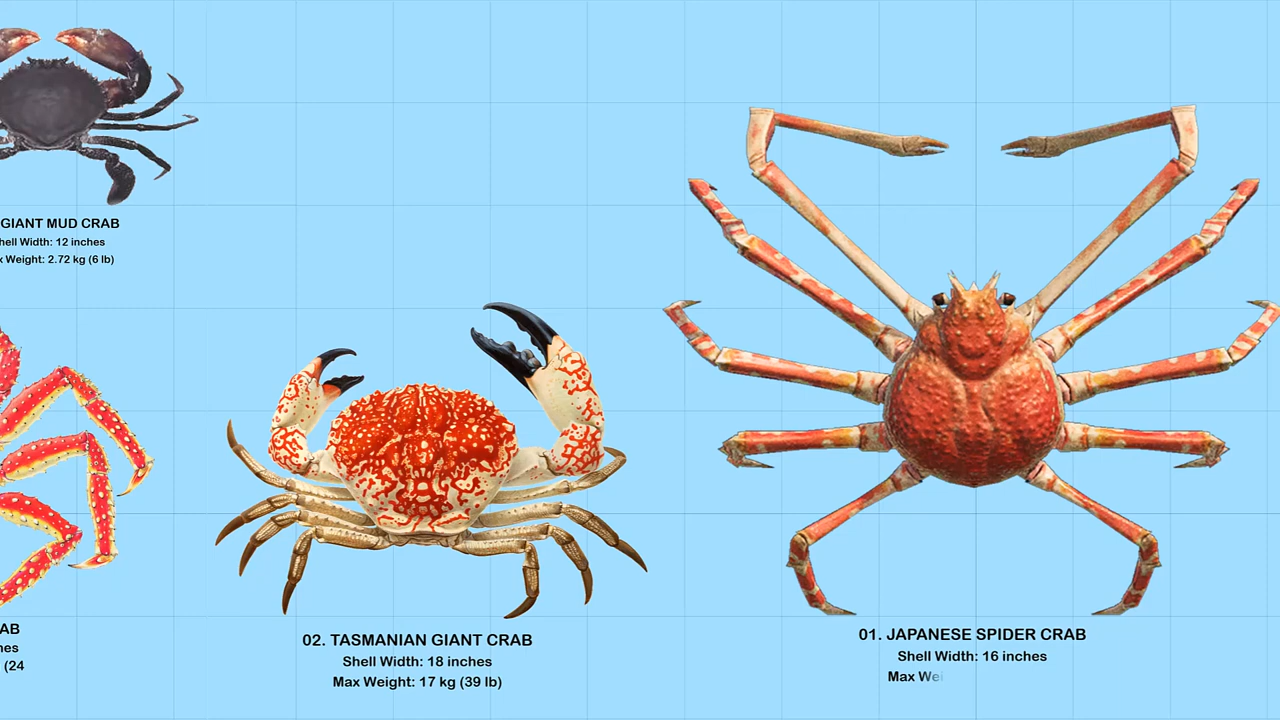 GIANT MUD CRAB
hell Width: 12 inches
x Weight: 2.72 kg (6 lb)
AB
hes
(24
02. TASMANIAN GIANT CRAB
Shell Width: 18 inches
Max Weight: 17 kg (39 lb)
01. JAPANESE SPIDER CRAB
Shell Width: 16 inches
Max Wei